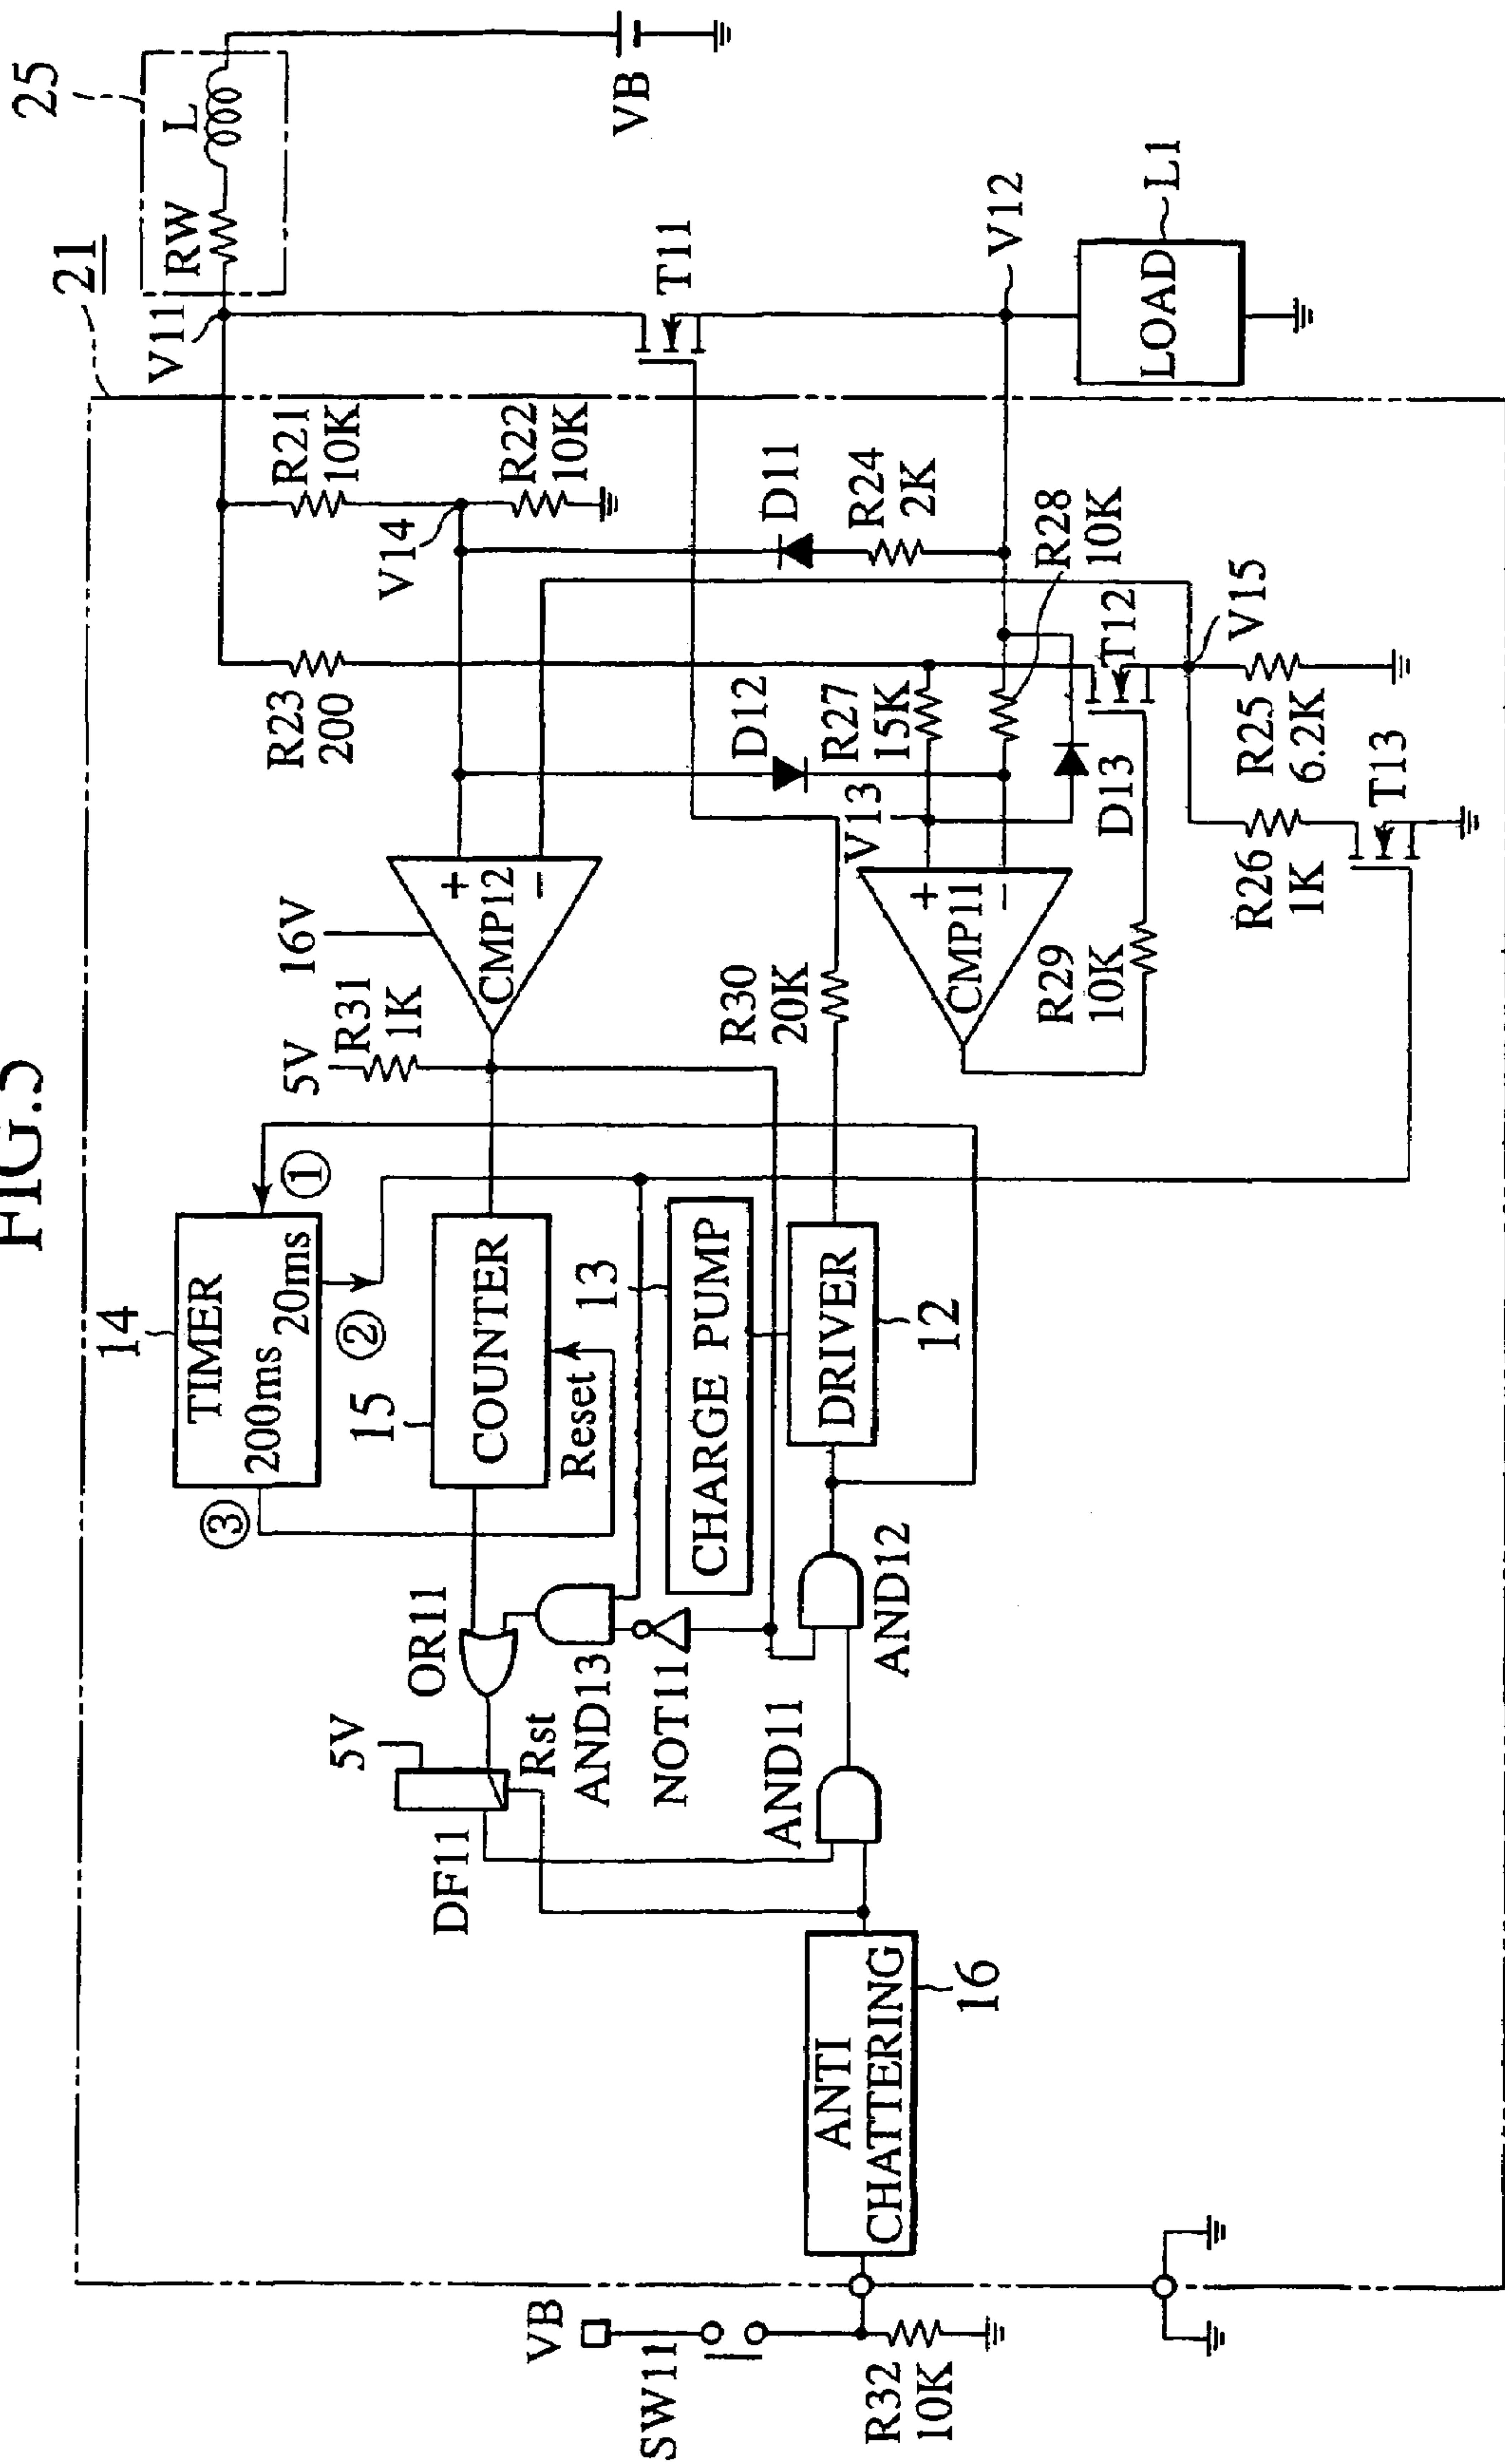 FIG.
21
25
RW
L
V11
VB
14
TIMER
200ms
20ms
①
②
③
5V
R31
1K
16V
R23
200
R21
10K
V14
R22
10K
15
COUNTER
Reset
CMP12
+
−
OR11
5V
DF11
Rst
AND13
NOT11
13
CHARGE PUMP
DRIVER
12
R30
20K
D12
D11
R24
2K
T11
V12
LOAD
L1
V13
R27
15K
R28
10K
CMP11
+
−
D13
T12
V15
R29
10K
R26
1K
R25
6.2K
T13
AND11
AND12
VB
SW11
R32
10K
ANTI
CHATTERING
16